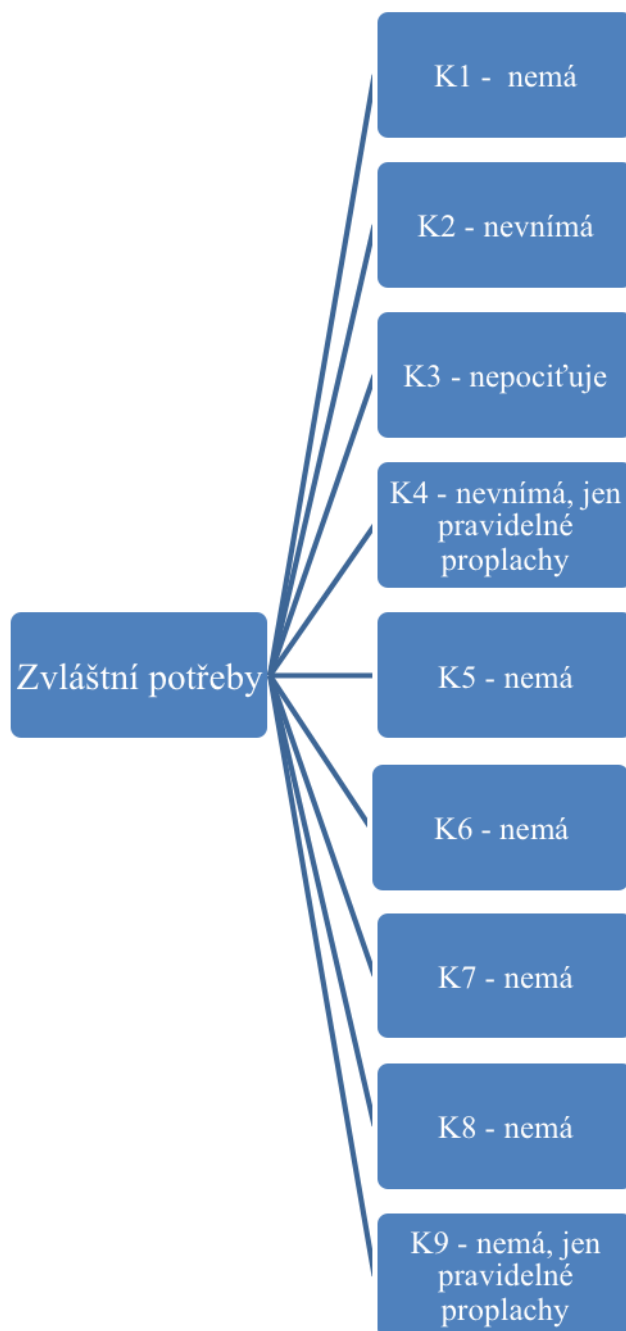 Zvláštní potřeby
K1 - nemá
K2 - nevnímá
K3 - nepociťuje
K4 - nevnímá, jen
pravidelné
proplachy
K5 - nemá
K6 - nemá
K7 - nemá
K8 - nemá
K9 - nemá, jen
pravidelné
proplachy